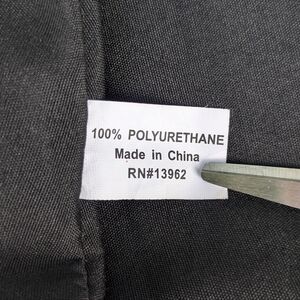 100% POLYURETHANE
Made in China
RN#13962